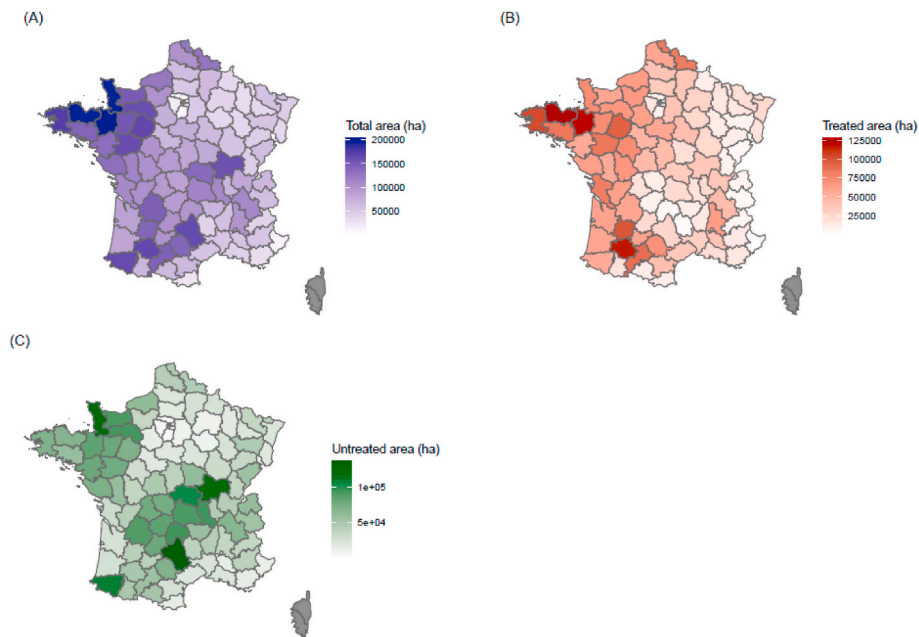 (A)
(B)
Total area (ha)
200000
150000
100000
50000
Treated area (ha)
125000
100000
75000
50000
25000
(C)
Untreated area (ha)
1e+05
5e+04